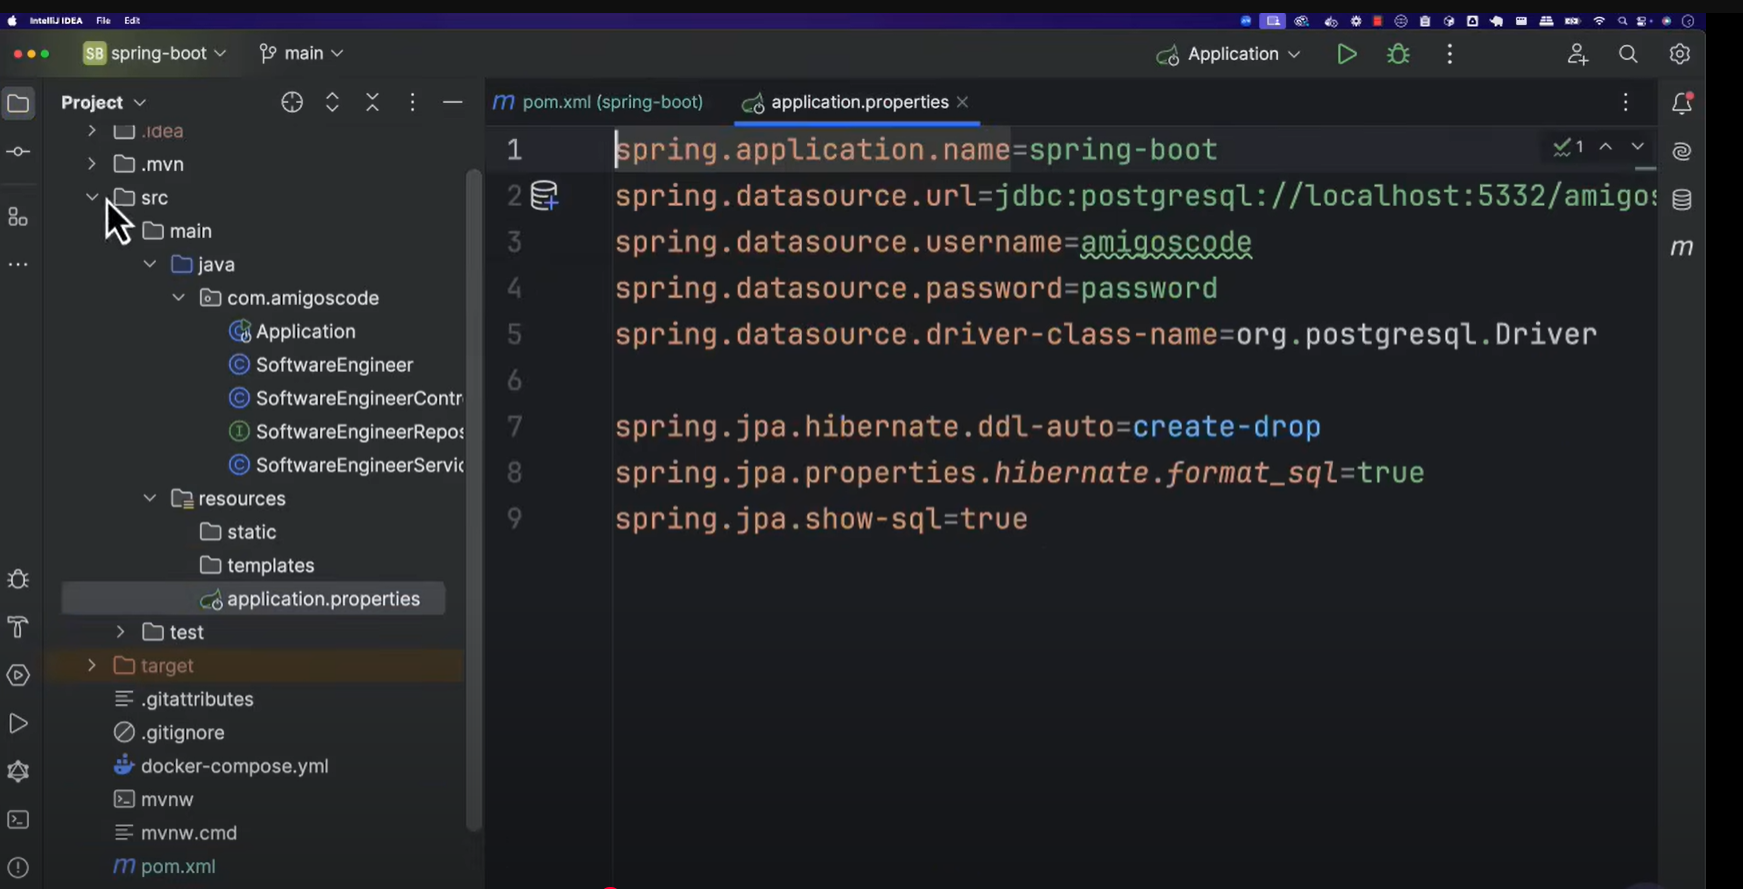 IntelliJ IDEA File Edit
SB spring-boot main Application
Project
pom.xml (spring-boot) application.properties
.idea
.mvn
src
main
java
com.amigoscode
Application
SoftwareEngineer
SoftwareEngineerContr
SoftwareEngineerRepos
SoftwareEngineerServic
resources
static
templates
application.properties
test
target
.gitattributes
.gitignore
docker-compose.yml
mvnw
mvnw.cmd
pom.xml
1 spring.application.name=spring-boot
2 spring.datasource.url=jdbc:postgresql://localhost:5332/amigos
3 spring.datasource.username=amigoscode
4 spring.datasource.password=password
5 spring.datasource.driver-class-name=org.postgresql.Driver
6
7 spring.jpa.hibernate.ddl-auto=create-drop
8 spring.jpa.properties.hibernate.format_sql=true
9 spring.jpa.show-sql=true
1